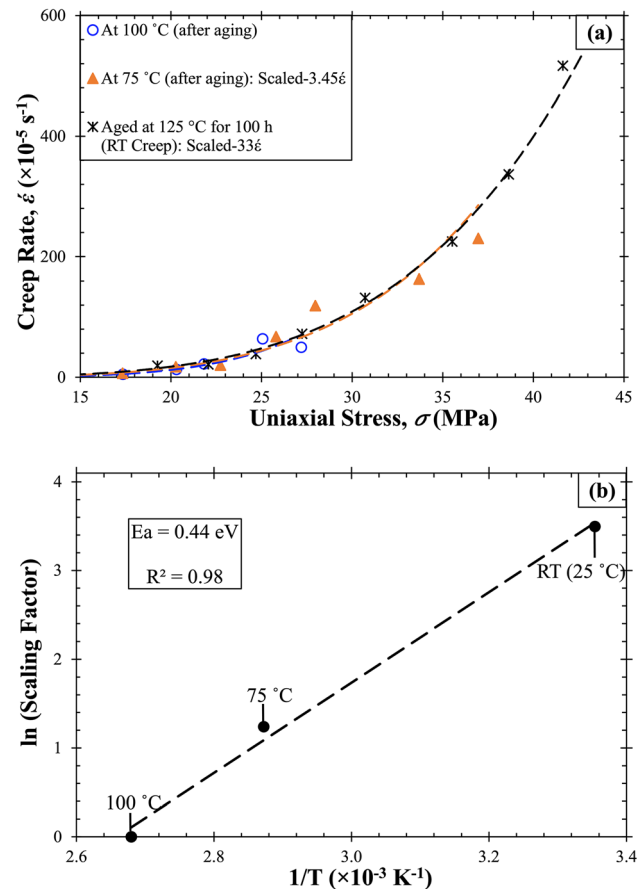 600
400
200
0
Creep Rate, έ (×10⁻⁵ s⁻¹)
At 100 ˚C (after aging)
At 75 ˚C (after aging): Scaled-3.45έ
Aged at 125 °C for 100 h
(RT Creep): Scaled-33έ
(a)
15 20 25 30 35 40 45
Uniaxial Stress, σ (MPa)
4
3
2
1
0
ln (Scaling Factor)
(b)
Ea = 0.44 eV
R² = 0.98
RT (25 ˚C)
75 ˚C
100 ˚C
2.6 2.8 3.0 3.2 3.4
1/T (×10⁻³ K⁻¹)